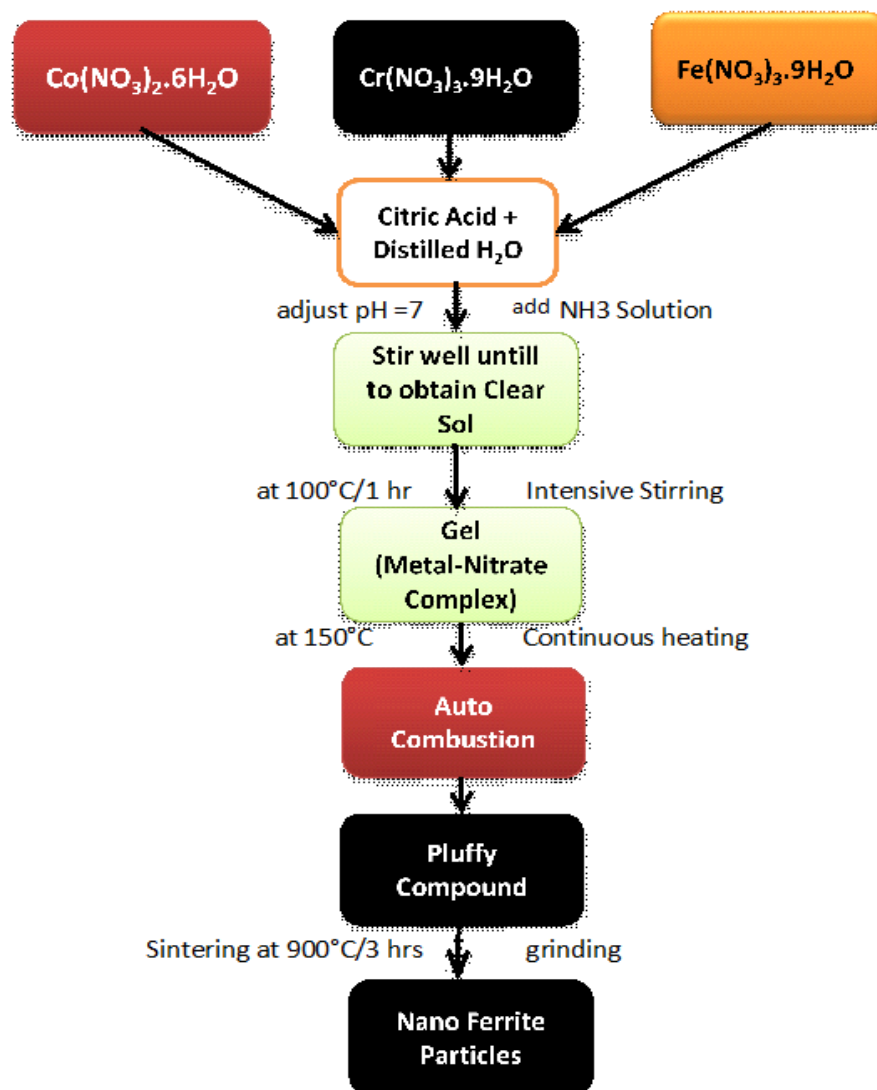 Co(NO₃)₂.6H₂O
Cr(NO₃)₃.9H₂O
Fe(NO₃)₃.9H₂O
Citric Acid +
Distilled H₂O
adjust pH =7
add NH3 Solution
Stir well untill
to obtain Clear
Sol
at 100°C/1 hr
Intensive Stirring
Gel
(Metal-Nitrate
Complex)
at 150°C
Continuous heating
Auto
Combustion
Pluffy
Compound
Sintering at 900°C/3 hrs
grinding
Nano Ferrite
Particles